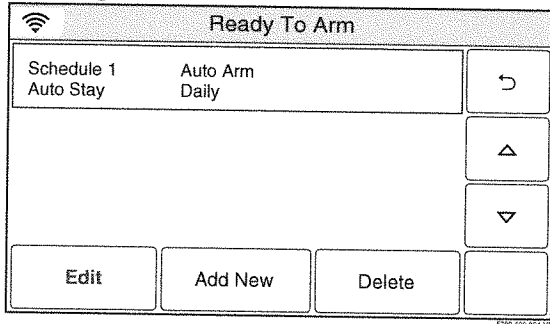 Ready To Arm
Schedule 1 Auto Arm
Auto Stay Daily
Edit Add New Delete